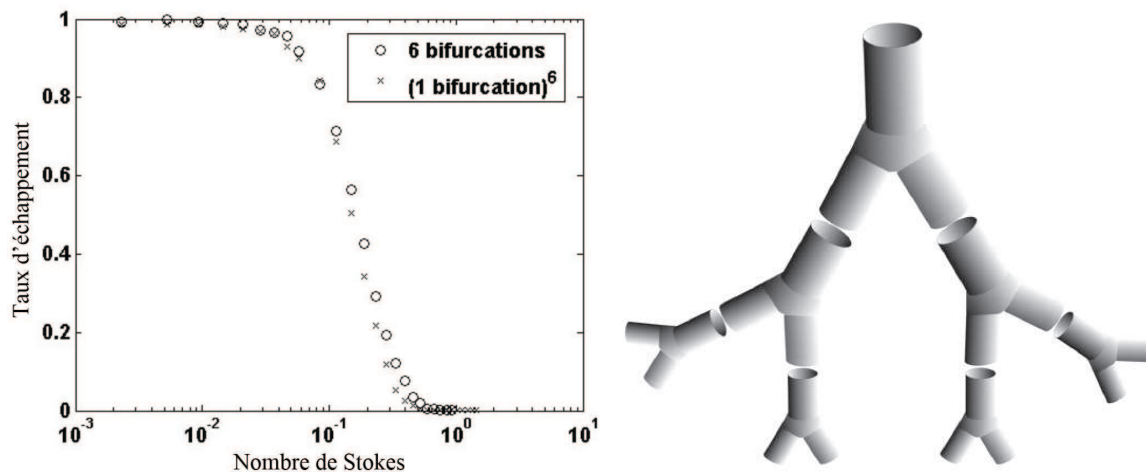 1
0.8
0.6
0.4
0.2
0
Taux d'échappement
6 bifurcations
(1 bifurcation)⁶
10⁻³
10⁻²
10⁻¹
10⁰
10¹
Nombre de Stokes